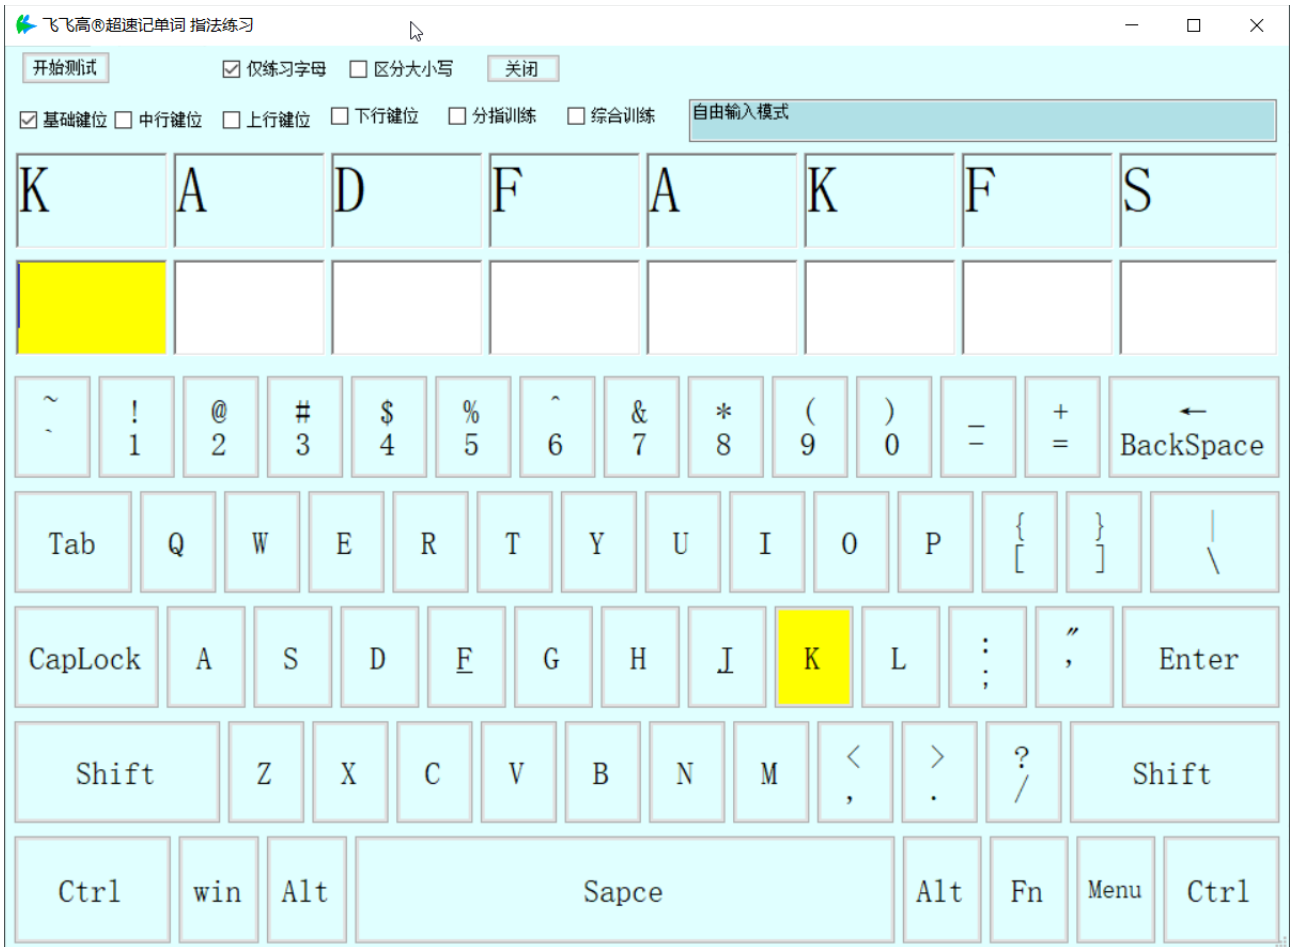 飞飞高®超速记单词 指法练习
开始测试 仅练习字母 区分大小写 关闭
基础键位 中行键位 上行键位 下行键位 分指训练 综合训练 自由输入模式
K A D F A K F S
~ ! @ # $ % ^ & * ( ) _ + ←
` 1 2 3 4 5 6 7 8 9 0 - = BackSpace
Tab Q W E R T Y U I O P { } |
[ ] \
CapLock A S D F G H J K L : " Enter
; ,
Shift Z X C V B N M < > ? Shift
, . /
Ctrl win Alt Sapce Alt Fn Menu Ctrl